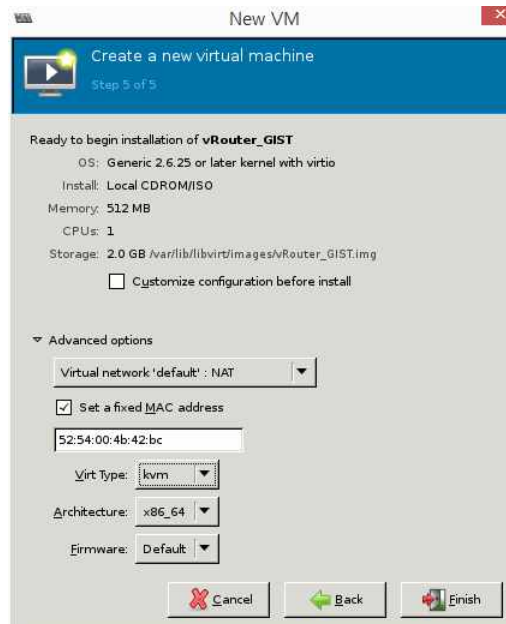 New VM
Create a new virtual machine
Step 5 of 5
Ready to begin installation of vRouter_GIST
OS: Generic 2.6.25 or later kernel with virtio
Install: Local CDROM/ISO
Memory: 512 MB
CPUs: 1
Storage: 2.0 GB /var/lib/libvirt/images/vRouter_GIST.img
Customize configuration before install
Advanced options
Virtual network 'default' : NAT
Set a fixed MAC address
52:54:00:4b:42:bc
Virt Type: kvm
Architecture: x86_64
Firmware: Default
Cancel Back Finish